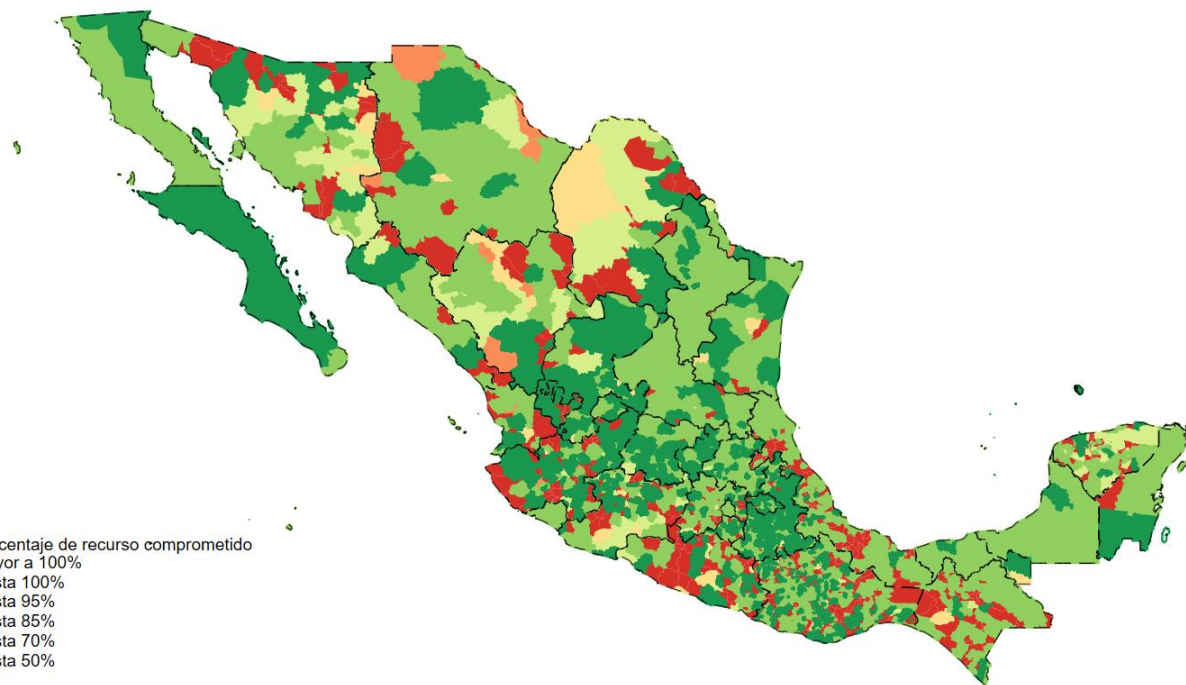 centaje de recurso comprometido
yor a 100%
sta 100%
sta 95%
sta 85%
sta 70%
sta 50%